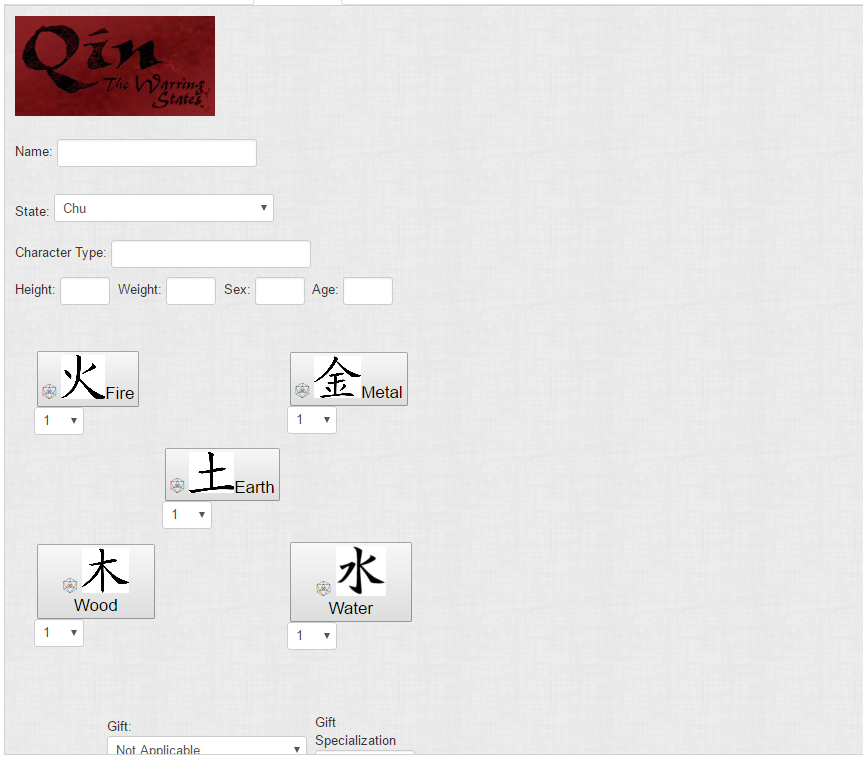 Qin
The Warring
States
Name:
State: Chu
Character Type:
Height: Weight: Sex: Age:
火 Fire
1
金 Metal
1
土 Earth
1
木
Wood
1
水
Water
1
Gift:
Not Applicable
Gift
Specialization